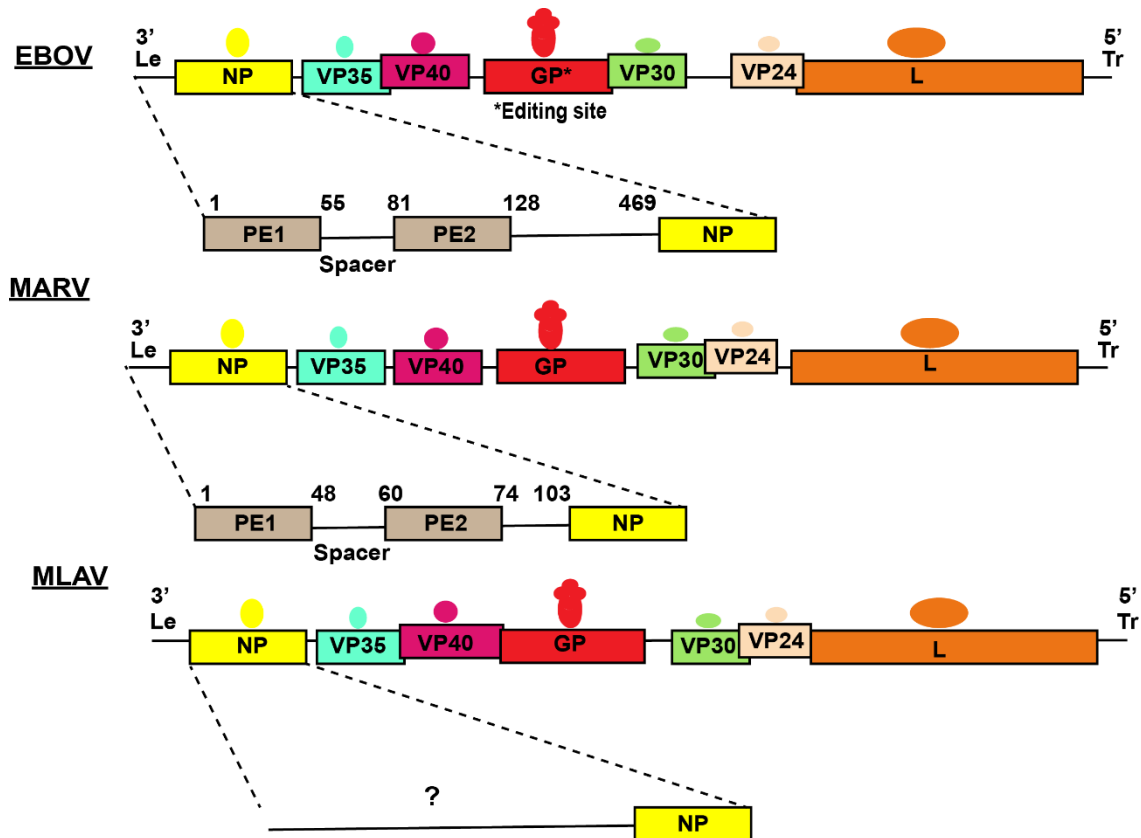 EBOV
3’ Le
NP
VP35
VP40
GP*
VP30
VP24
L
5’ Tr
*Editing site
1
55
81
128
469
PE1
PE2
NP
Spacer
MARV
3’ Le
NP
VP35
VP40
GP
VP30
VP24
L
5’ Tr
1
48
60
74
103
PE1
PE2
NP
Spacer
MLAV
3’ Le
NP
VP35
VP40
GP
VP30
VP24
L
5’ Tr
?
NP